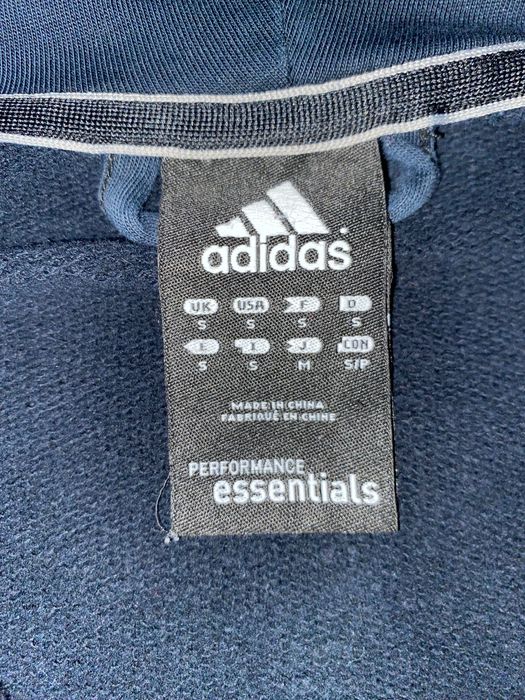 adidas
UK USA F D
S S S S
E I J CON
S S M S/P
MADE IN CHINA
FABRIQUÉ EN CHINE
PERFORMANCE
essentials